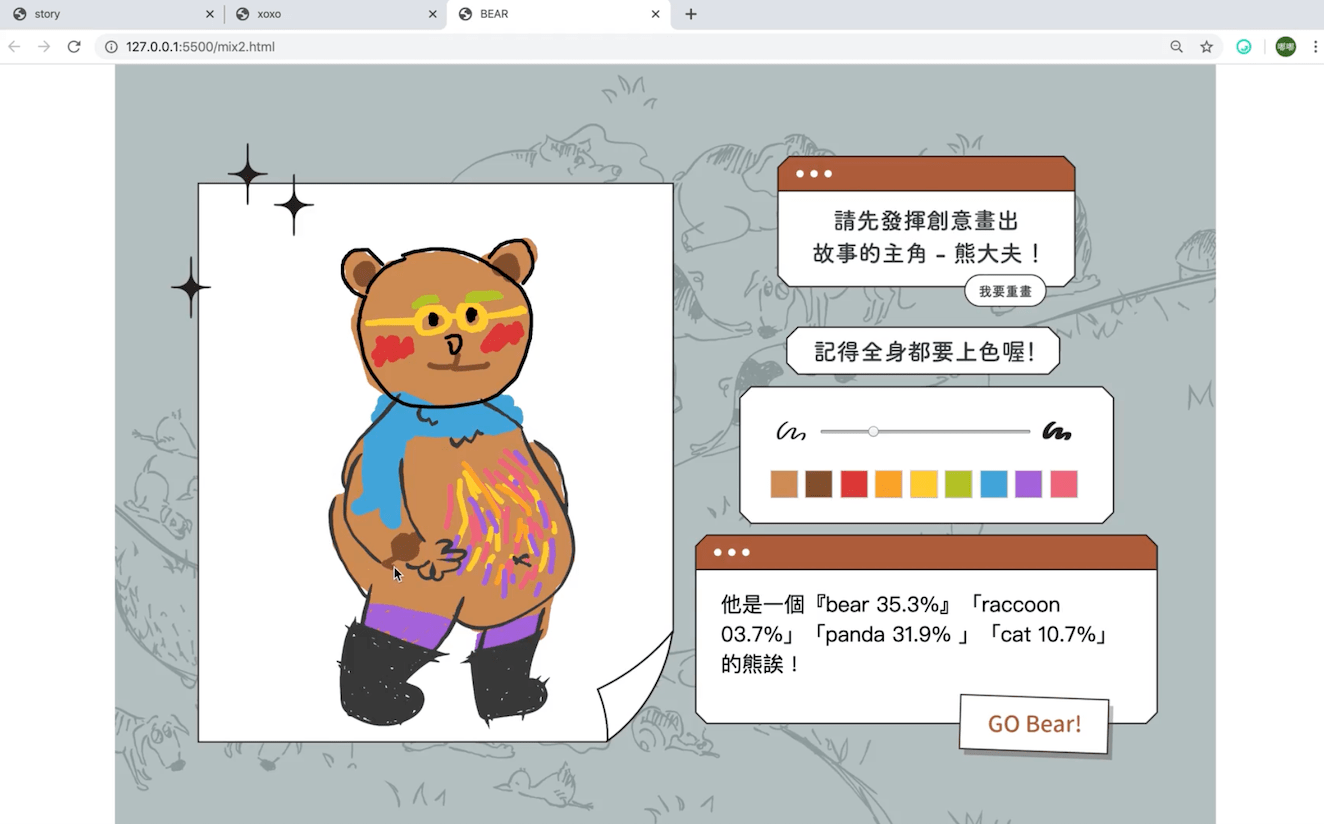 story
xoxo
BEAR
127.0.0.1:5500/mix2.html
嘟嘟
請先發揮創意畫出
故事的主角 – 熊大夫！
我要重畫
記得全身都要上色喔!
他是一個『bear 35.3%』「raccoon
03.7%」「panda 31.9% 」「cat 10.7%」
的熊誒！
GO Bear!